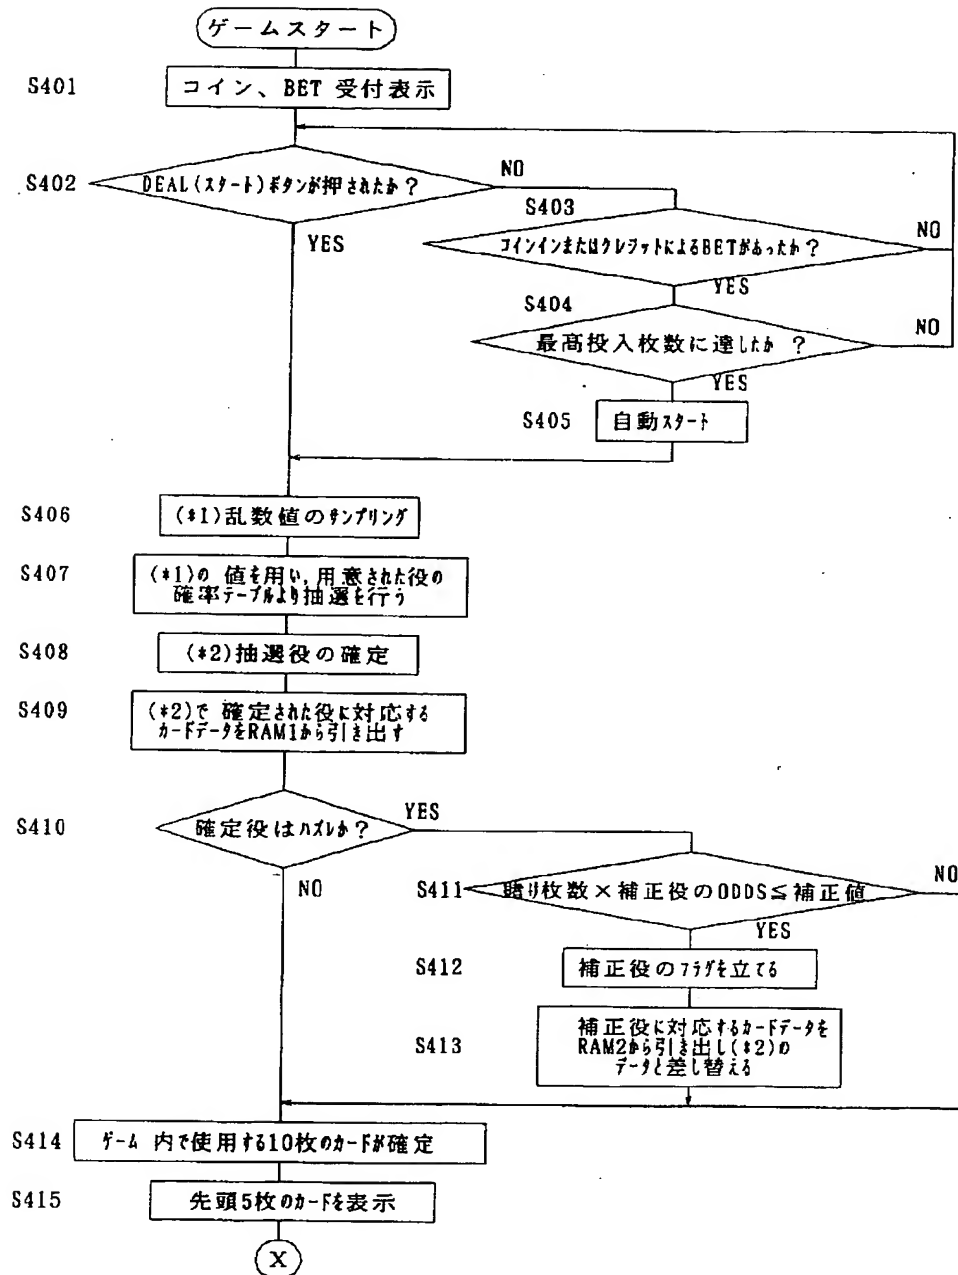 ゲームスタート
S401
コイン、BET 受付表示
S402
DEAL(スタート)ボタンが押されたか？
NO
YES
S403
コインインまたはクレジットによるBETがあったか？
NO
YES
S404
最高投入枚数に達したか ？
NO
YES
S405
自動スタート
S406
(*1)乱数値のサンプリング
S407
(*1)の 値を用い,用意された役の
確率テーブルより抽選を行う
S408
(*2)抽選役の確定
S409
(*2)で 確定された役に対応する
カードデータをRAM1から引き出す
S410
確定役はハズレか？
YES
NO
S411
賭け枚数×補正役のODDS≦補正値
NO
YES
S412
補正役のフラグを立てる
S413
補正役に対応するカードデータを
RAM2から引き出し(*2)の
データと差し替える
S414
ゲーム 内で使用する10枚のカードが確定
S415
先頭5枚のカードを表示
X